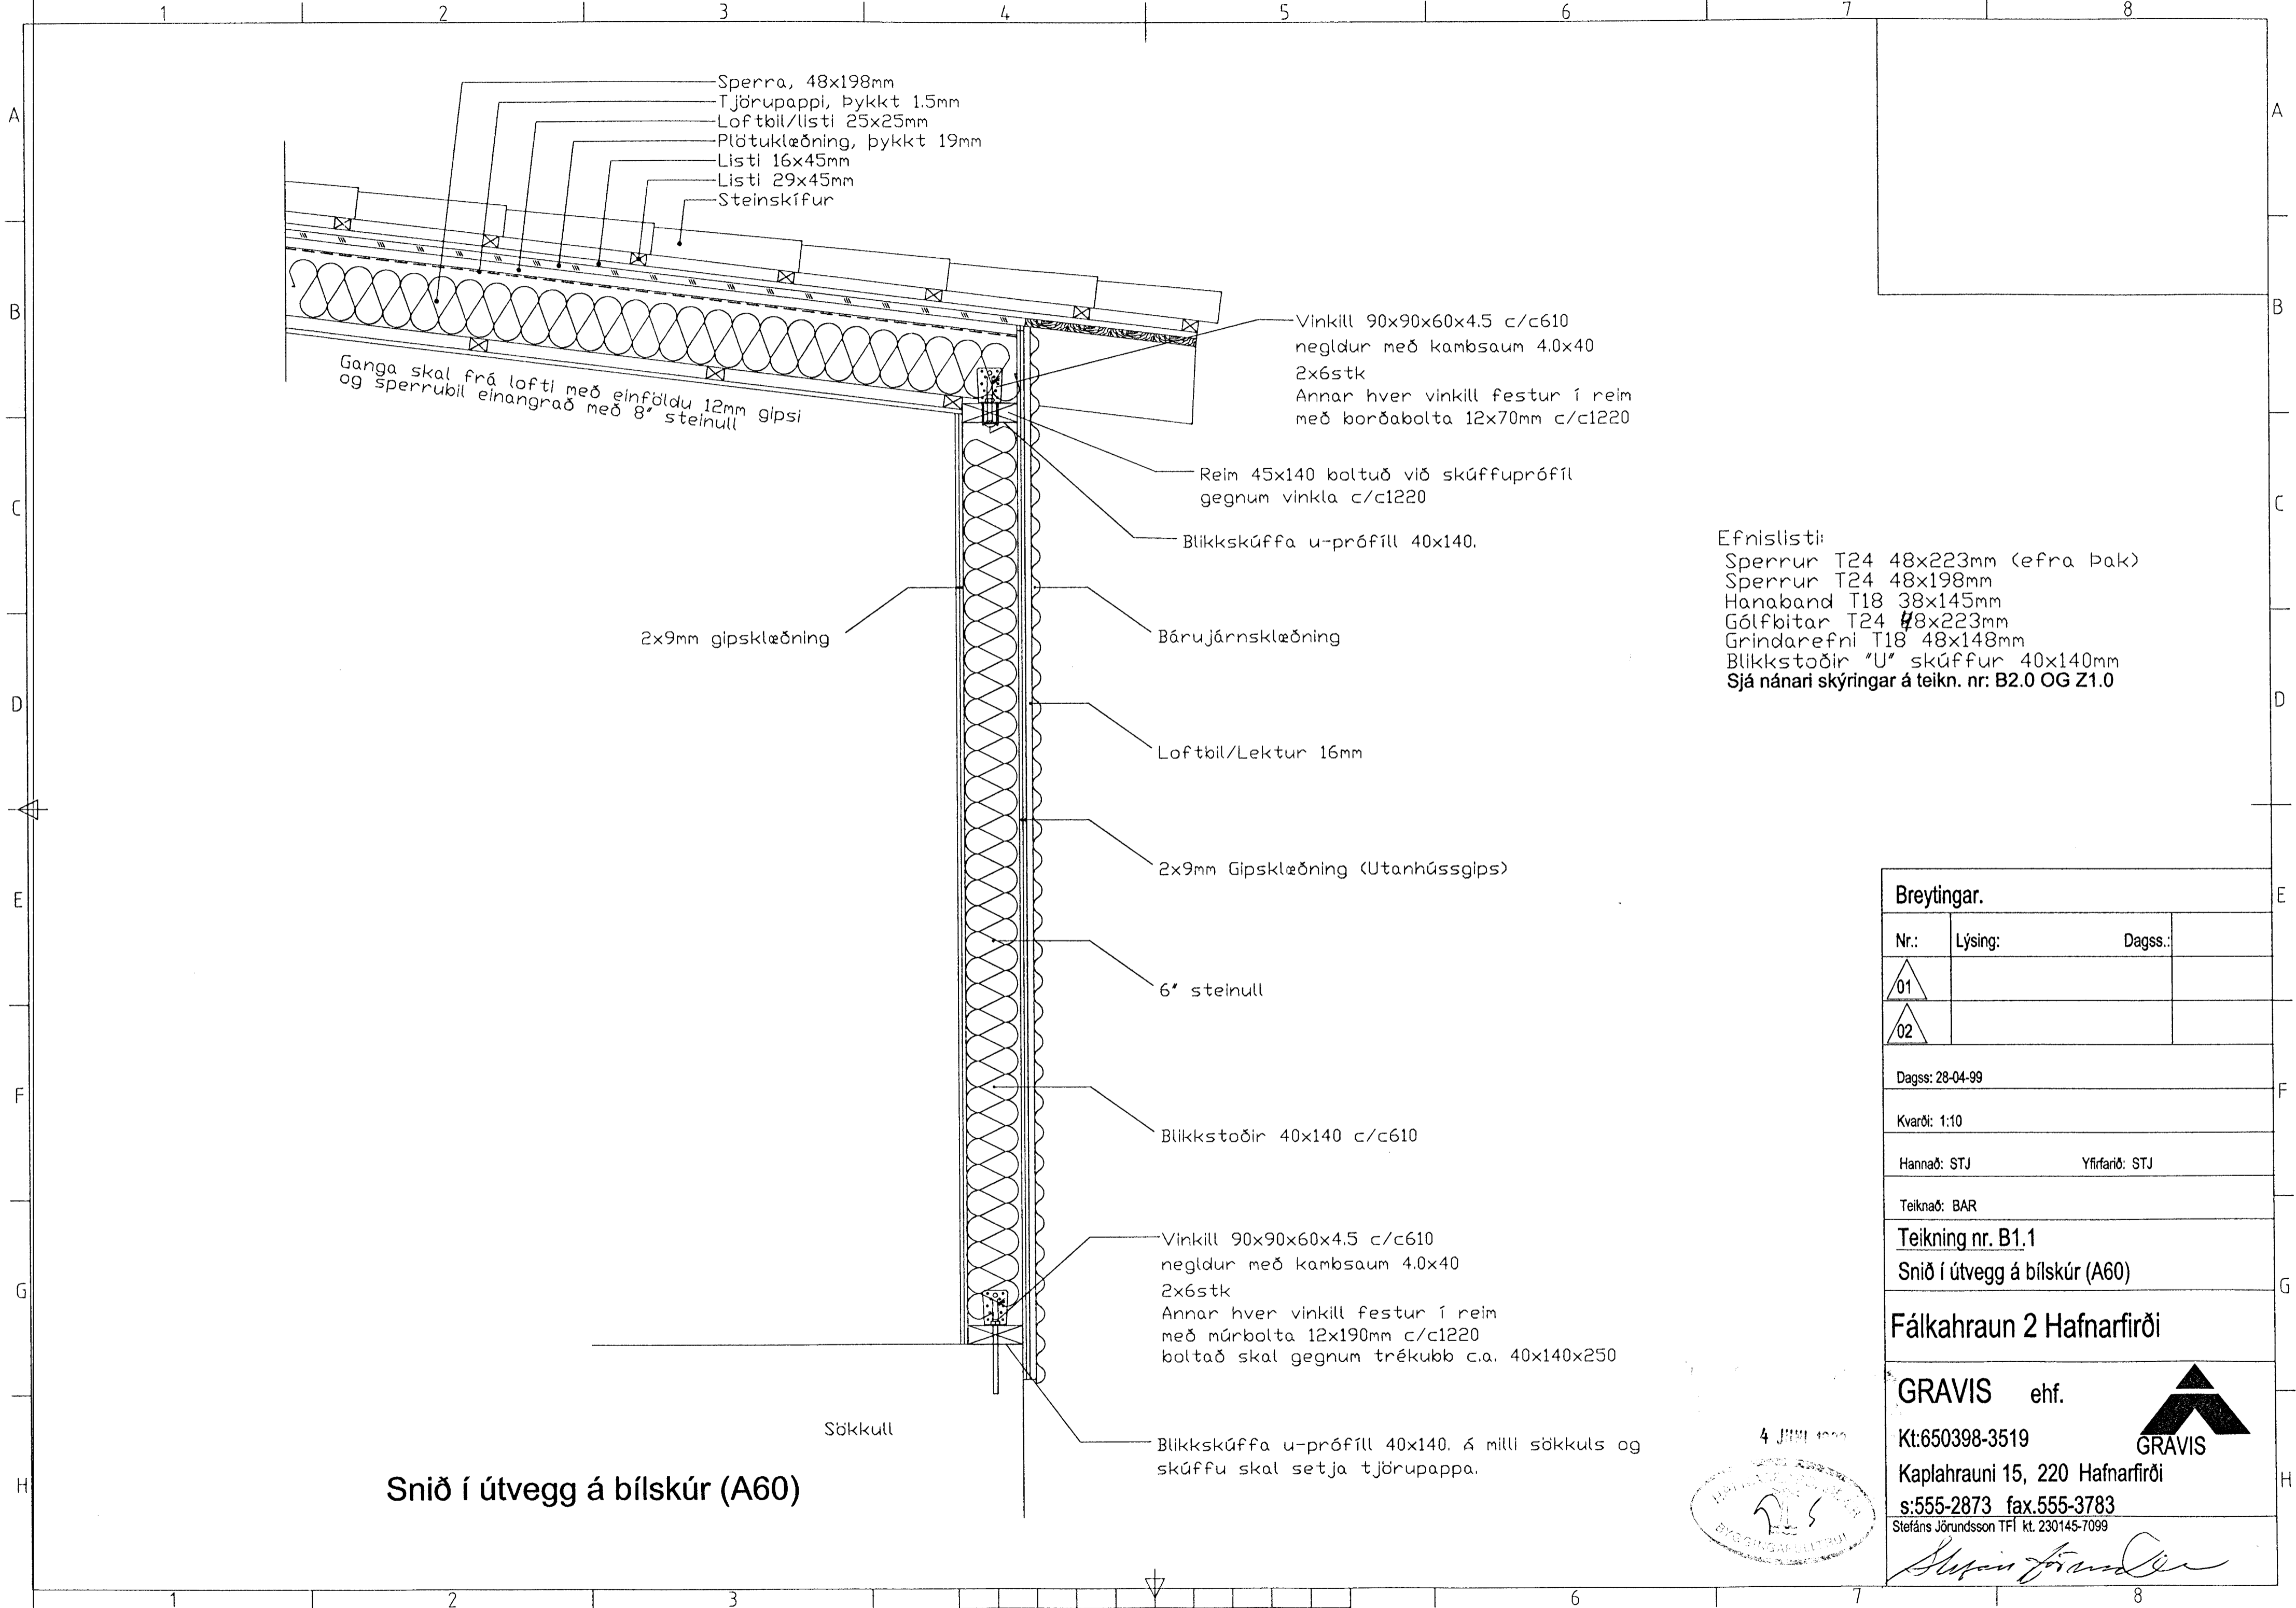 1 2 3 4 5 6 7 8
A
B
C
D
E
F
G
H
A
B
C
D
E
F
G
H
Sperra, 48x198mm
Tjörupappi, Þykkt 1.5mm
Loftbil/listi 25x25mm
Plötuklæðning, þykkt 19mm
Listi 16x45mm
Listi 29x45mm
Steinskífur
Ganga skal frá lofti með einföldu 12mm gipsi
og sperrubil einangrað með 8" steinull
Vinkill 90x90x60x4.5 c/c610
negldur með kambsaum 4.0x40
2x6stk
Annar hver vinkill festur í reim
með borðabolta 12x70mm c/c1220
Reim 45x140 boltuð við skúffuprófíl
gegnum vinkla c/c1220
Blikkskúffa u-prófíll 40x140.
2x9mm gipsklæðning
Bárujárnsklæðning
Loftbil/Lektur 16mm
2x9mm Gipsklæðning (Utanhússgips)
6" steinull
Blikkstoðir 40x140 c/c610
Vinkill 90x90x60x4.5 c/c610
negldur með kambsaum 4.0x40
2x6stk
Annar hver vinkill festur í reim
með múrbolta 12x190mm c/c1220
boltað skal gegnum trékubb c.a. 40x140x250
Sökkull
Blikkskúffa u-prófíll 40x140. Á milli sökkuls og
skúffu skal setja tjörupappa.
Snið í útvegg á bílskúr (A60)
Efnislisti:
Sperrur T24 48x223mm (efra Þak)
Sperrur T24 48x198mm
Hanaband T18 38x145mm
Gólfbitar T24 48x223mm
Grindarefni T18 48x148mm
Blikkstoðir "U" skúffur 40x140mm
Sjá nánari skýringar á teikn. nr: B2.0 OG Z1.0
4 JÚNÍ
BYGGINGAFULLTRÚI
Breytingar.
Nr.: Lýsing: Dagss.:
01
02
Dagss: 28-04-99
Kvarði: 1:10
Hannað: STJ Yfirfarið: STJ
Teiknað: BAR
Teikning nr. B1.1
Snið í útvegg á bílskúr (A60)
Fálkahraun 2 Hafnarfirði
GRAVIS ehf.
GRAVIS
Kt:650398-3519
Kaplahrauni 15, 220 Hafnarfirði
s:555-2873 fax.555-3783
Stefáns Jörundsson TFÍ kt. 230145-7099
1 2 3 6 7 8